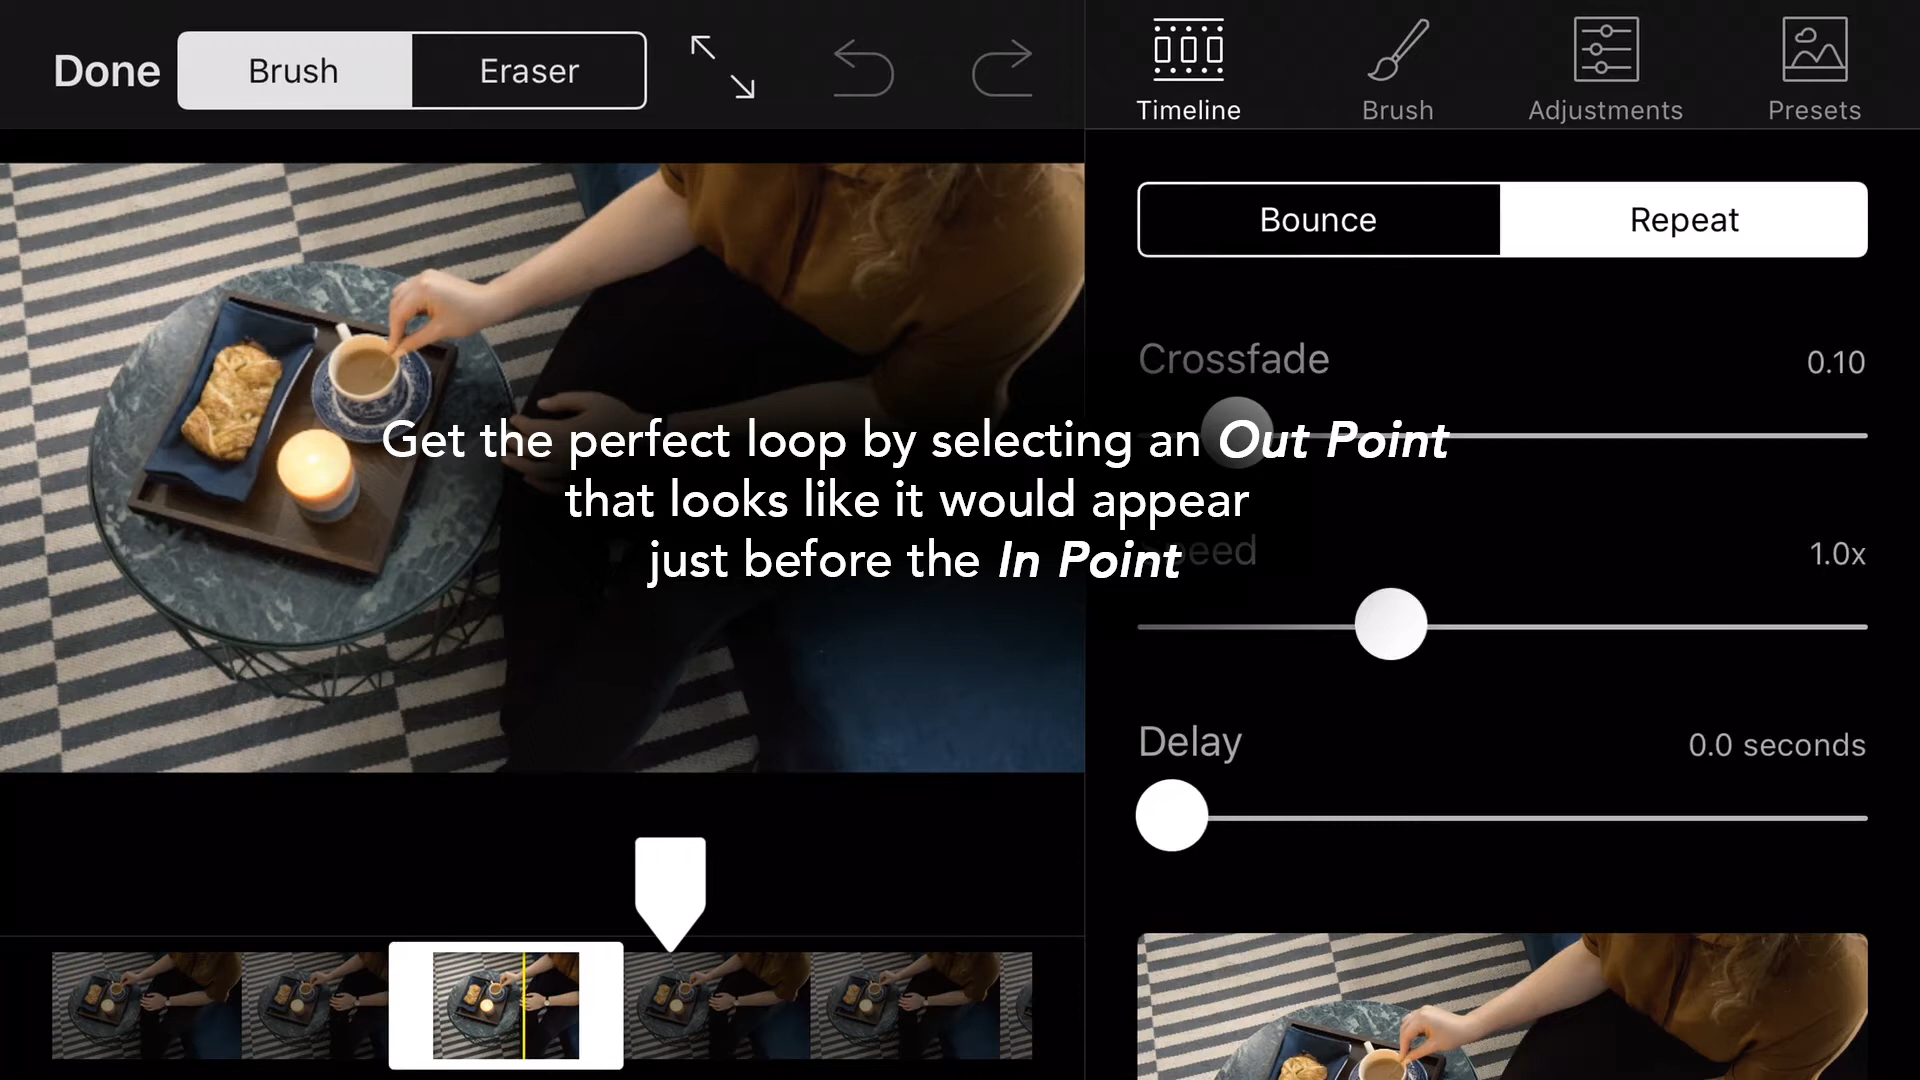 Done
Brush
Eraser
Timeline
Brush
Adjustments
Presets
Bounce
Repeat
Crossfade
0.10
Get the perfect loop by selecting an Out Point
that looks like it would appear
just before the In Point
Speed
1.0x
Delay
0.0 seconds